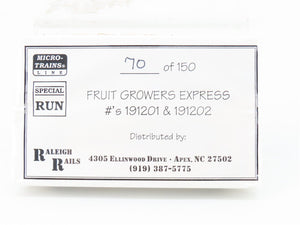 MICRO-
TRAINS®
LINE
70 of 150
SPECIAL
RUN
FRUIT GROWERS EXPRESS
#'s 191201 & 191202
Distributed by:
RALEIGH
RAILS
4305 ELLINSWOOD DRIVE - APEX, NC 27502
(919) 387-5775